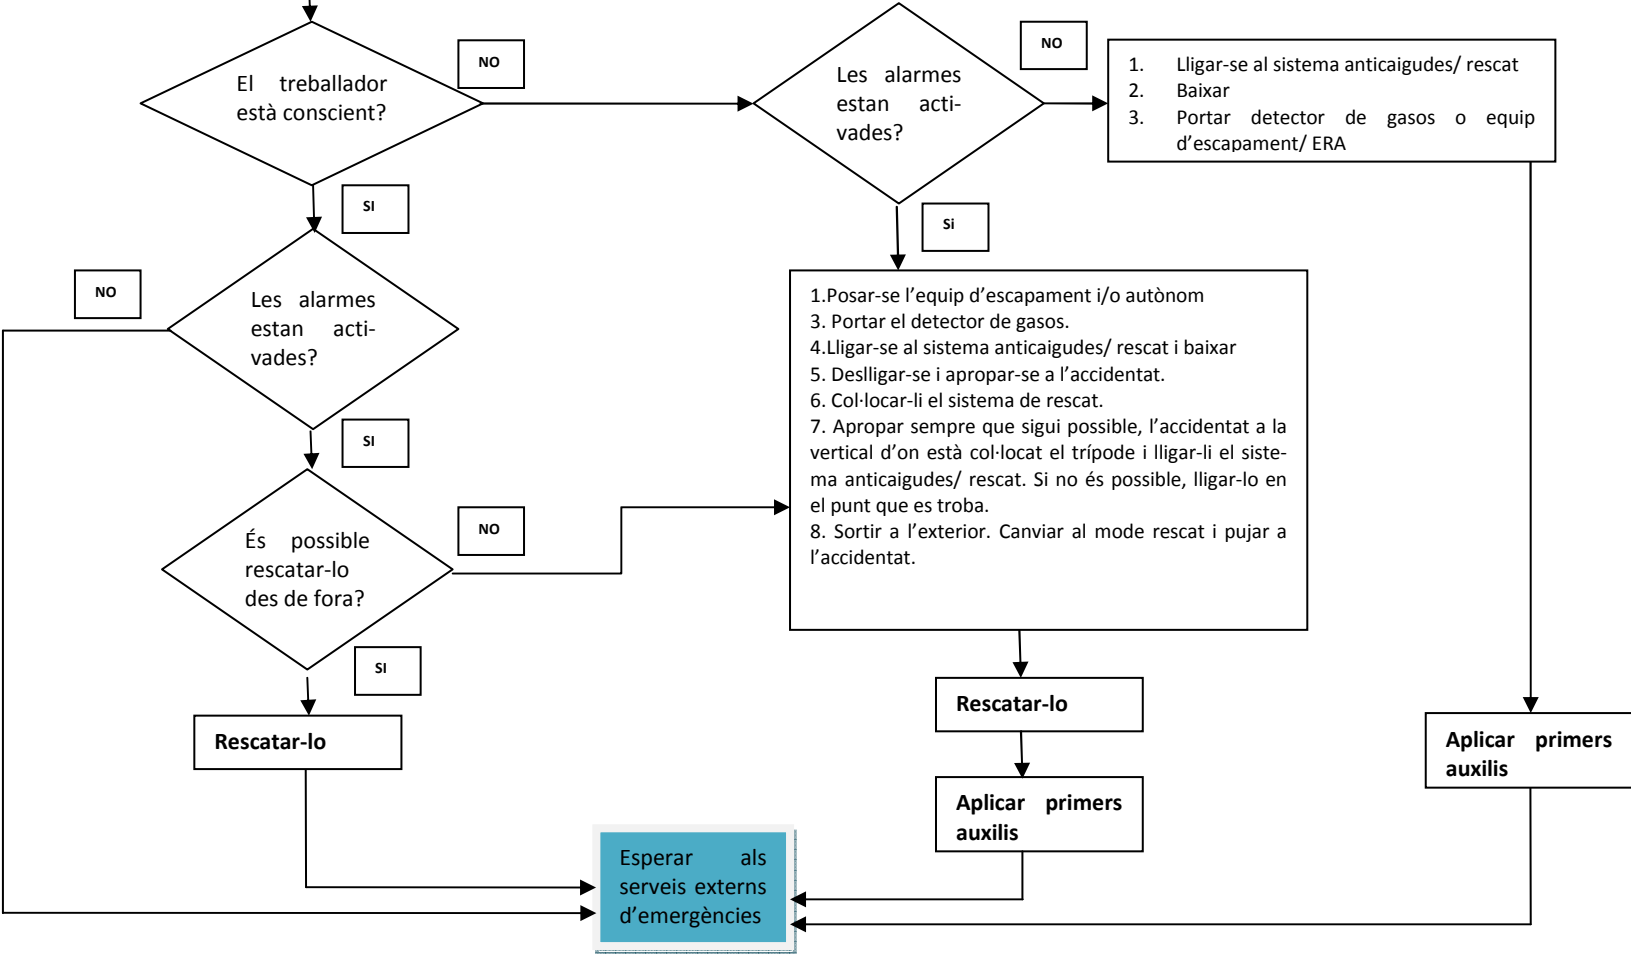 El treballador
està conscient?
NO
Les alarmes
estan acti-
vades?
NO
1. Lligar-se al sistema anticaigudes/ rescat
2. Baixar
3. Portar detector de gasos o equip
d’escapament/ ERA
SI
Si
NO
Les alarmes
estan acti-
vades?
1.Posar-se l’equip d’escapament i/o autònom
3. Portar el detector de gasos.
4.Lligar-se al sistema anticaigudes/ rescat i baixar
5. Deslligar-se i apropar-se a l’accidentat.
6. Col·locar-li el sistema de rescat.
7. Apropar sempre que sigui possible, l’accidentat a la
vertical d’on està col·locat el trípode i lligar-li el siste-
ma anticaigudes/ rescat. Si no és possible, lligar-lo en
el punt que es troba.
8. Sortir a l’exterior. Canviar al mode rescat i pujar a
l’accidentat.
SI
És possible
rescatar-lo
des de fora?
NO
SI
Rescatar-lo
Rescatar-lo
Aplicar primers
auxilis
Aplicar primers
auxilis
Esperar als
serveis externs
d’emergències